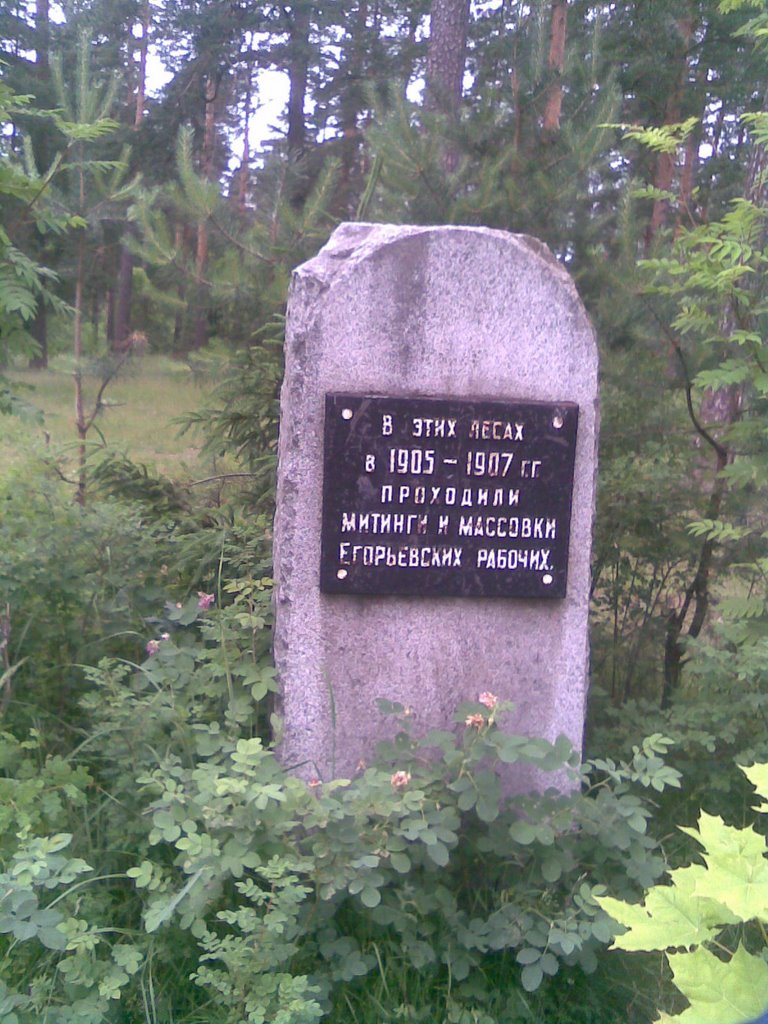 В ЭТИХ ЛЕСАХ
в 1905 – 1907 гг
ПРОХОДИЛИ
МИТИНГИ И МАССОВКИ
ЕГОРЬЕВСКИХ РАБОЧИХ.